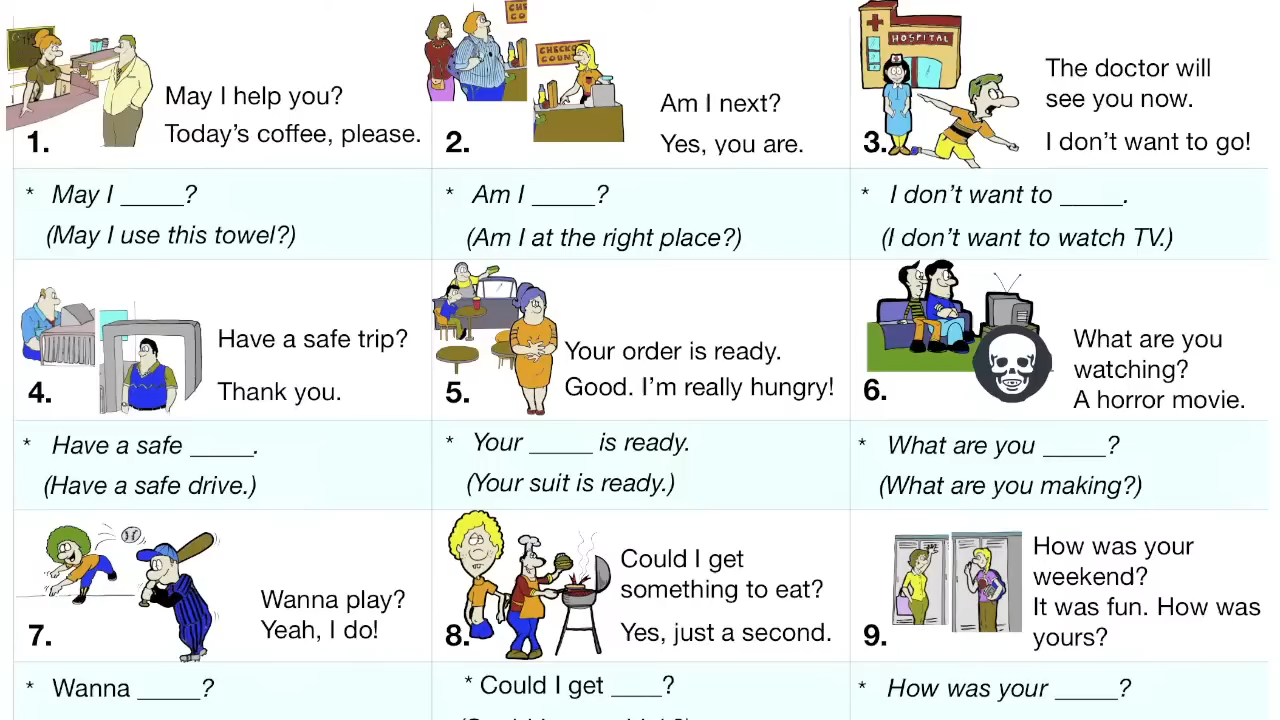 May I help you?
Today's coffee, please.
1.
CHECKOUT
Am I next?
Yes, you are.
2.
HOSPITAL
The doctor will
see you now.
I don't want to go!
3.
* May I _____?
(May I use this towel?)
* Am I _____?
(Am I at the right place?)
* I don't want to _____.
(I don't want to watch TV.)
Have a safe trip?
Thank you.
4.
Your order is ready.
Good. I'm really hungry!
5.
What are you
watching?
A horror movie.
6.
* Have a safe _____.
(Have a safe drive.)
* Your _____ is ready.
(Your suit is ready.)
* What are you _____?
(What are you making?)
Wanna play?
Yeah, I do!
7.
Could I get
something to eat?
Yes, just a second.
8.
How was your
weekend?
It was fun. How was
yours?
9.
* Wanna _____?
* Could I get ____?
* How was your _____?